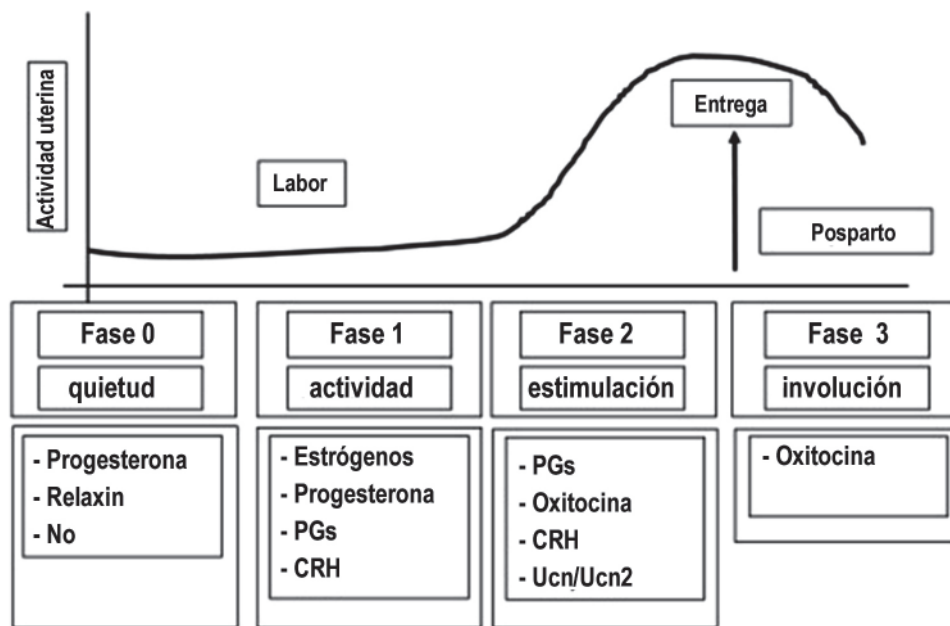 Actividad uterina
Labor
Entrega
Posparto
Fase 0
quietud
- Progesterona
- Relaxin
- No
Fase 1
actividad
- Estrógenos
- Progesterona
- PGs
- CRH
Fase 2
estimulación
- PGs
- Oxitocina
- CRH
- Ucn/Ucn2
Fase 3
involución
- Oxitocina